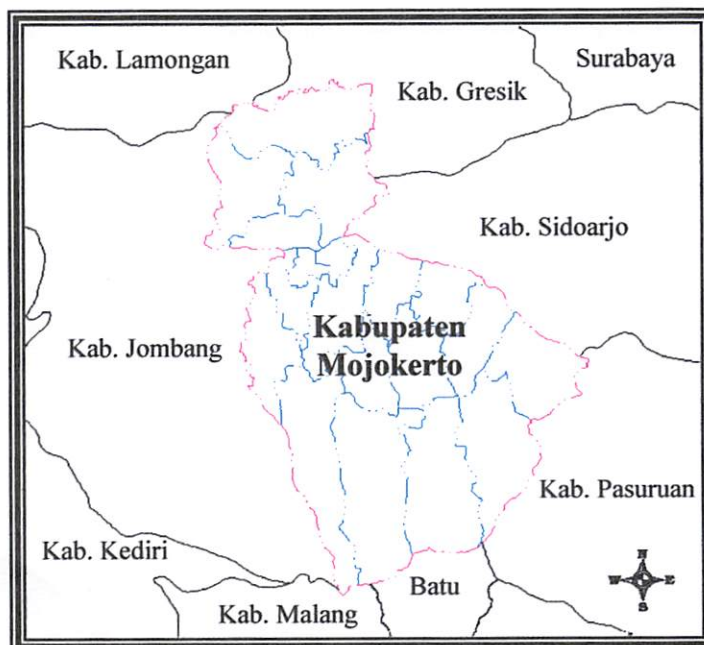 Kab. Lamongan
Surabaya
Kab. Gresik
Kab. Sidoarjo
Kabupaten
Mojokerto
Kab. Jombang
Kab. Pasuruan
Kab. Kediri
Batu
Kab. Malang
N
W E
S